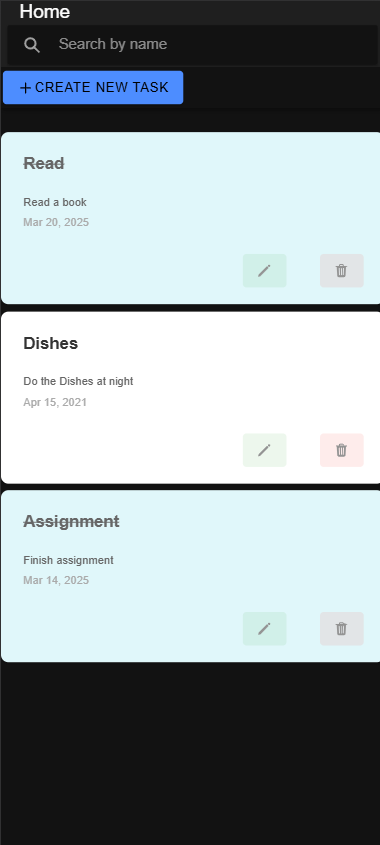 Home
Search by name
CREATE NEW TASK
Read
Read a book
Mar 20, 2025
Dishes
Do the Dishes at night
Apr 15, 2021
Assignment
Finish assignment
Mar 14, 2025